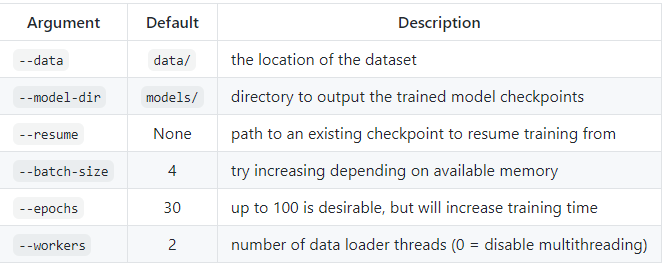 Argument Default Description
--data data/ the location of the dataset
--model-dir models/ directory to output the trained model checkpoints
--resume None path to an existing checkpoint to resume training from
--batch-size 4 try increasing depending on available memory
--epochs 30 up to 100 is desirable, but will increase training time
--workers 2 number of data loader threads (0 = disable multithreading)